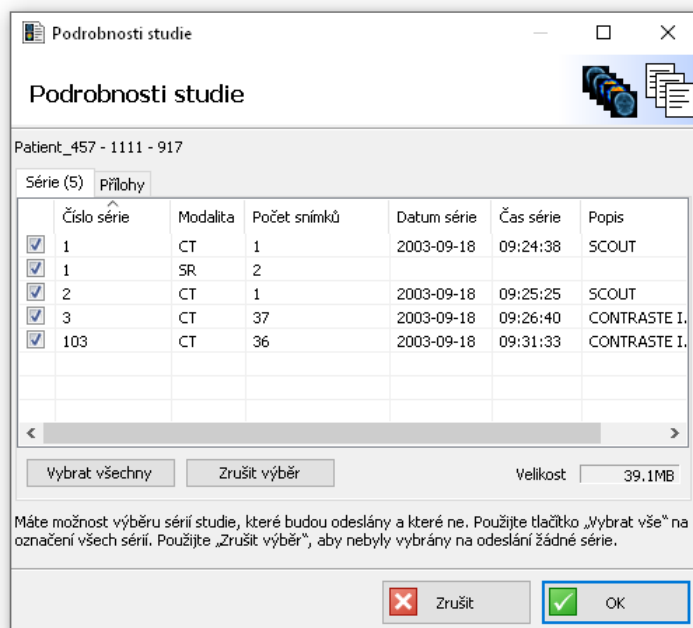 Podrobnosti studie
Podrobnosti studie
Patient_457 - 1111 - 917
Série (5) Přílohy
Číslo série Modalita Počet snímků Datum série Čas série Popis
1 CT 1 2003-09-18 09:24:38 SCOUT
1 SR 2
2 CT 1 2003-09-18 09:25:25 SCOUT
3 CT 37 2003-09-18 09:26:40 CONTRASTE I.
103 CT 36 2003-09-18 09:31:33 CONTRASTE I.
Vybrat všechny Zrušit výběr Velikost 39.1MB
Máte možnost výběru sérií studie, které budou odeslány a které ne. Použijte tlačítko „Vybrat vše“ na
označení všech sérií. Použijte „Zrušit výběr“, aby nebyly vybrány na odeslání žádné série.
Zrušit OK